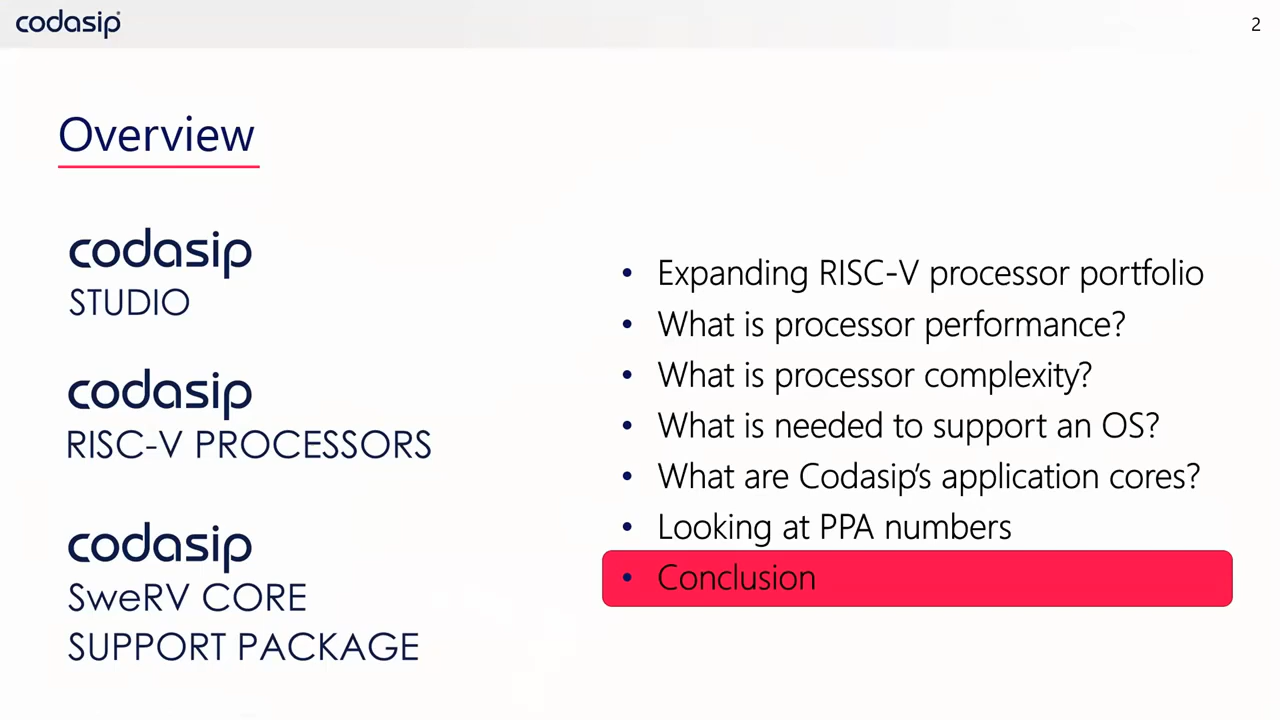 codasip
2
Overview
codasip
STUDIO
codasip
RISC-V PROCESSORS
codasip
SweRV CORE
SUPPORT PACKAGE
• Expanding RISC-V processor portfolio
• What is processor performance?
• What is processor complexity?
• What is needed to support an OS?
• What are Codasip's application cores?
• Looking at PPA numbers
• Conclusion